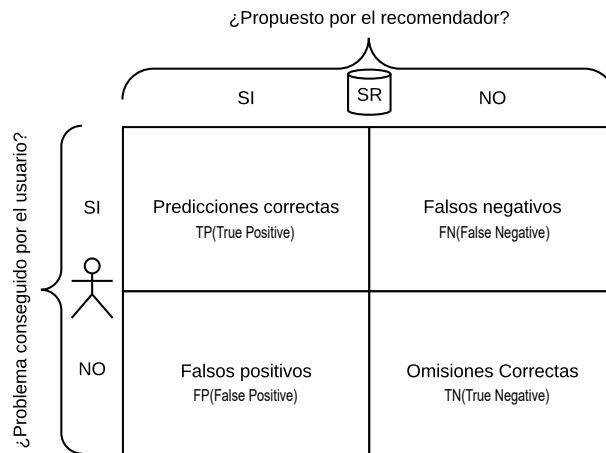 ¿Propuesto por el recomendador?
SI
SR
NO
¿Problema conseguido por el usuario?
SI
Predicciones correctas
TP(True Positive)
Falsos negativos
FN(False Negative)
NO
Falsos positivos
FP(False Positive)
Omisiones Correctas
TN(True Negative)